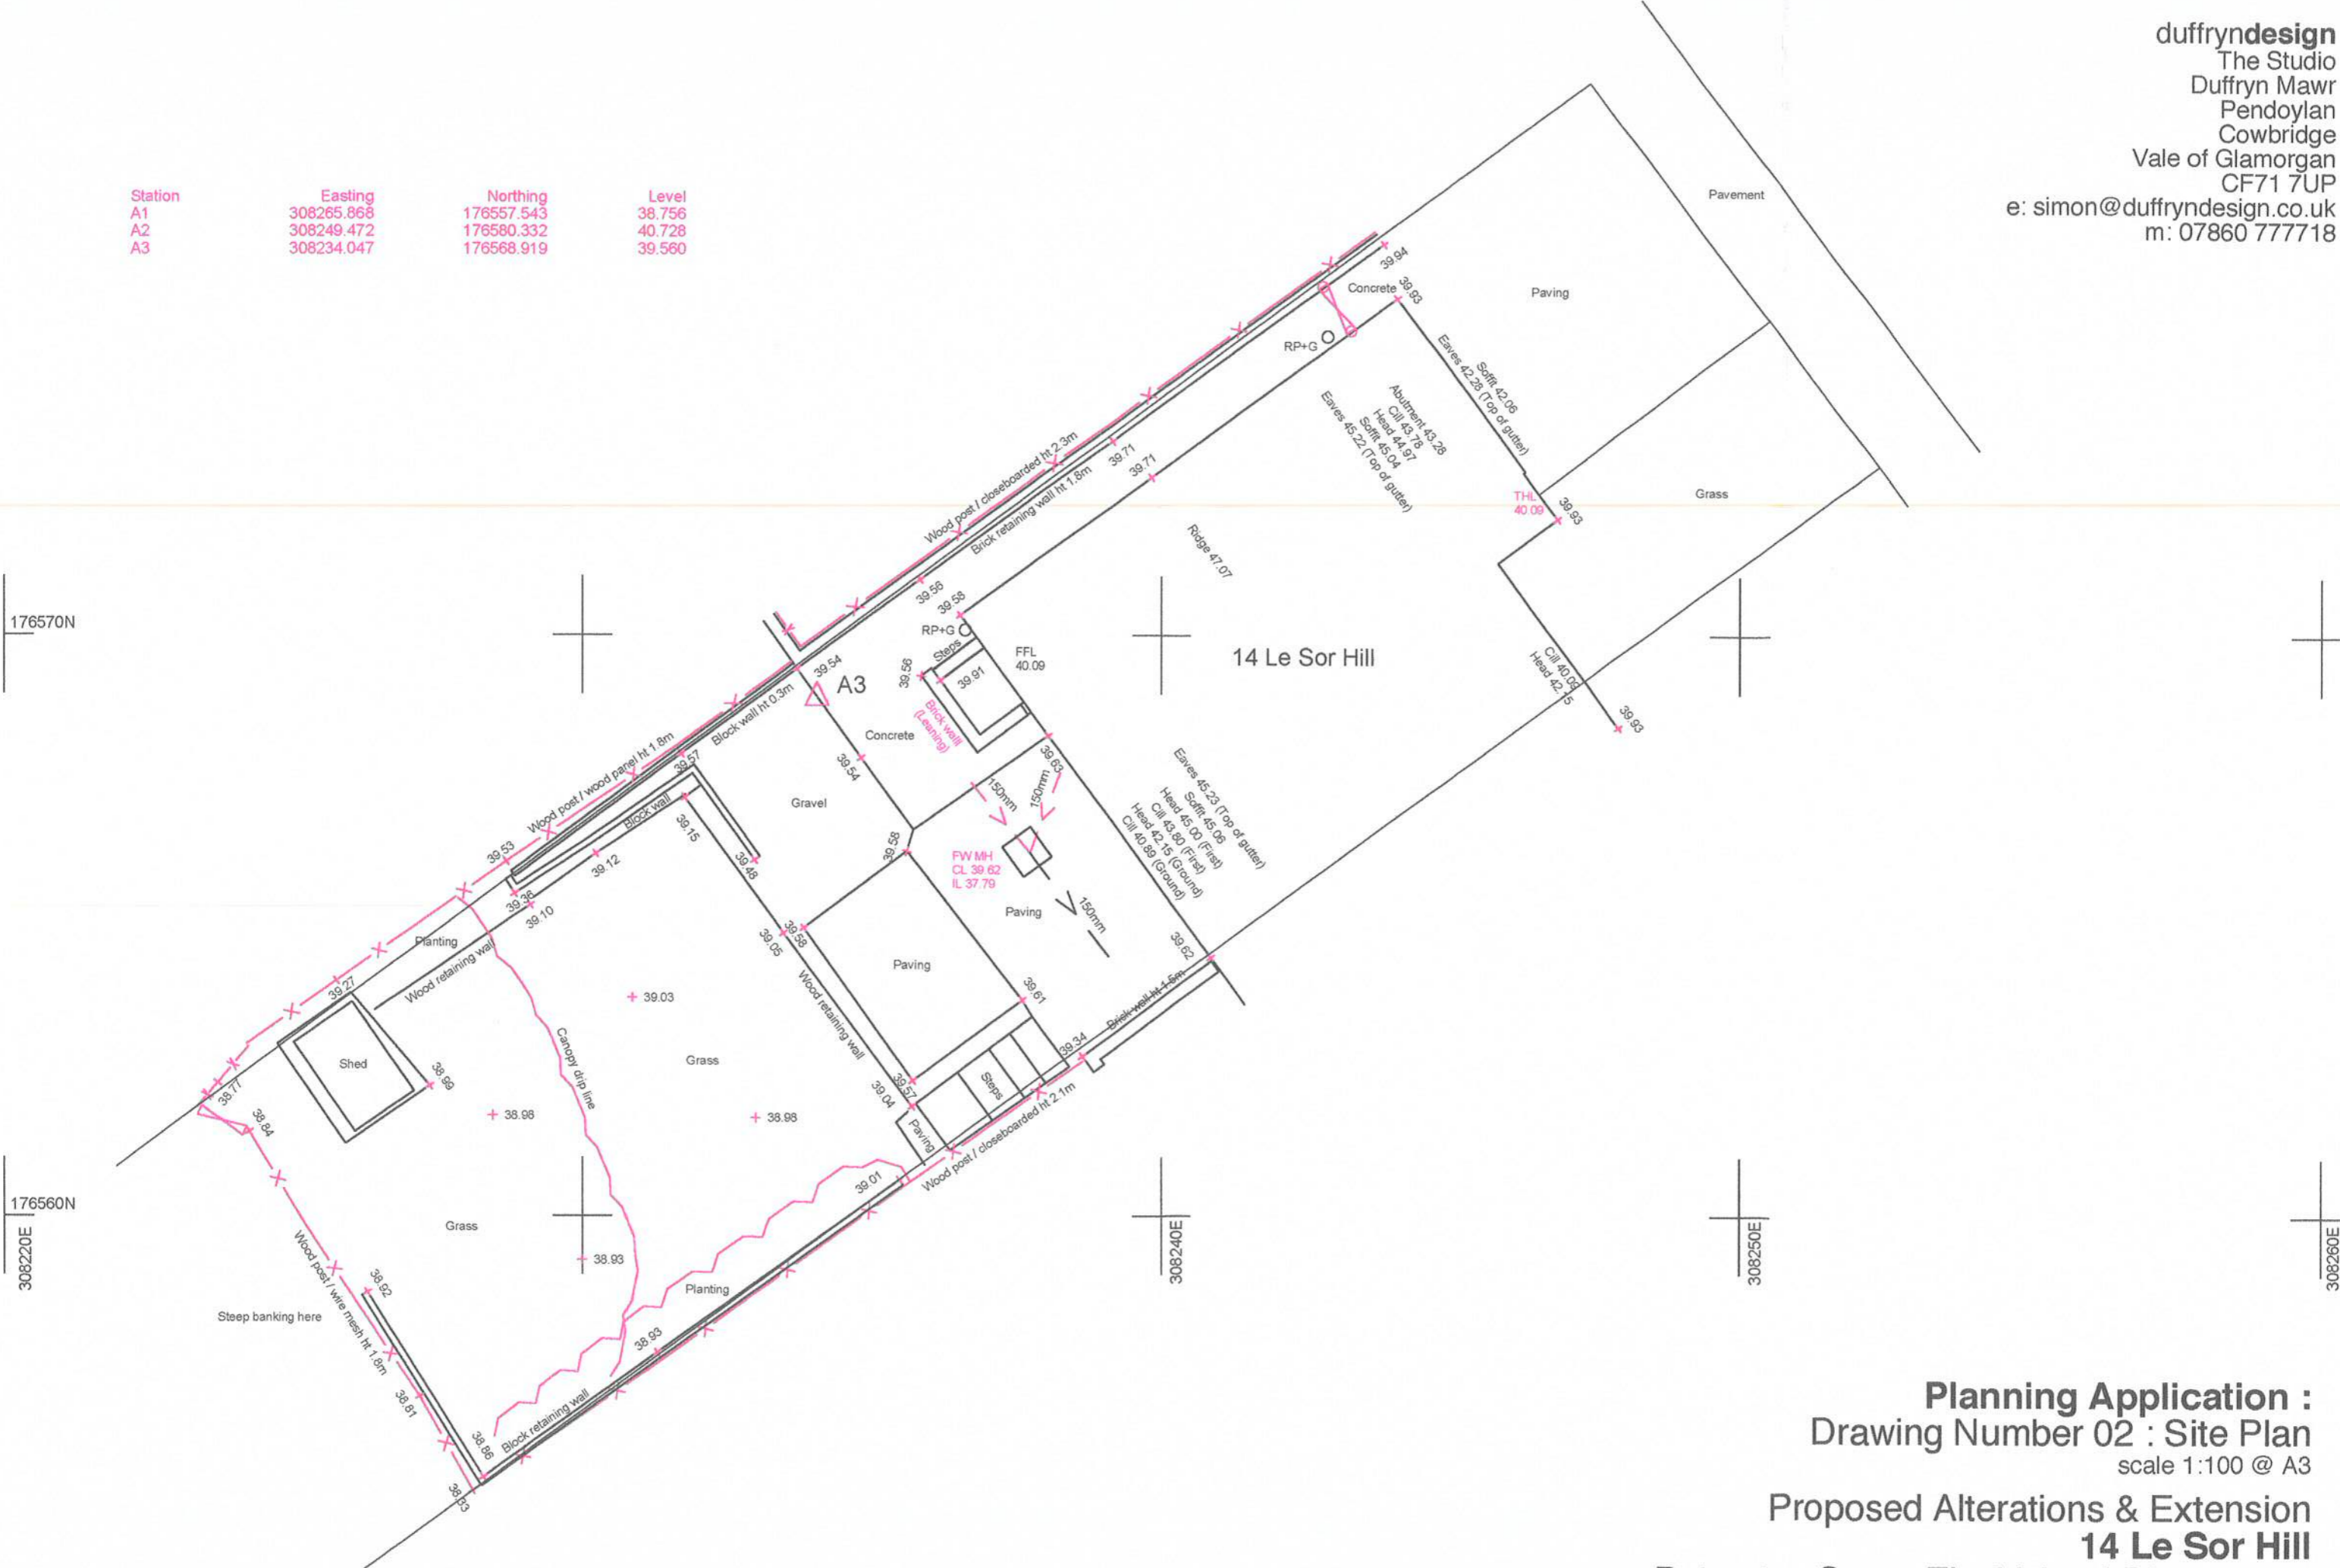 duffryndesign
The Studio
Duffryn Mawr
Pendoylan
Cowbridge
Vale of Glamorgan
CF71 7UP
e: simon@duffryndesign.co.uk
m: 07860 777718
Station Easting Northing Level
A1 308265.868 176557.543 38.756
A2 308249.472 176580.332 40.728
A3 308234.047 176568.919 39.560
Pavement
39.94
Concrete
39.93
Paving
RP+G
Soffit 42.06
Eaves 42.28 (Top of gutter)
Abutment 43.28
Cill 43.78
Head 44.97
Soffit 45.04
Eaves 45.22 (Top of gutter)
Wood post / closeboarded ht 2.3m
39.71
39.71
Brick retaining wall ht 1.8m
THL
40.09
39.93
Grass
Ridge 47.07
39.56
39.58
RP+G
Steps
FFL
40.09
14 Le Sor Hill
176570N
39.54
A3
39.56
39.91
Cill 40.09
Head 42.15
39.93
Block wall ht 0.3m
Brick wall
(Leaning)
Concrete
Wood post / wood panel ht 1.8m
39.57
39.54
39.63
Gravel
150mm
150mm
Eaves 45.23 (Top of gutter)
Soffit 45.06
Head 45.00 (First)
Cill 43.80 (First)
Head 42.15 (Ground)
Cill 40.89 (Ground)
Block wall
39.15
39.58
39.53
39.12
39.48
FW MH
CL 39.62
IL 37.79
39.36
39.10
Paving
150mm
39.58
39.05
39.62
Planting
Wood retaining wall
Paving
39.27
39.03
Wood retaining wall
39.61
Brick wall ht 1.5m
Canopy drip line
39.34
Shed
Grass
38.99
39.57
39.04
Steps
38.77
38.84
38.98
38.98
Paving
Wood post / closeboarded ht 2.1m
39.01
176560N
308220E
Grass
308240E
308250E
308260E
38.93
Wood post / wire mesh ht 1.8m
38.92
Planting
Steep banking here
38.93
38.81
Block retaining wall
38.86
38.33
Planning Application :
Drawing Number 02 : Site Plan
scale 1:100 @ A3
Proposed Alterations & Extension
14 Le Sor Hill